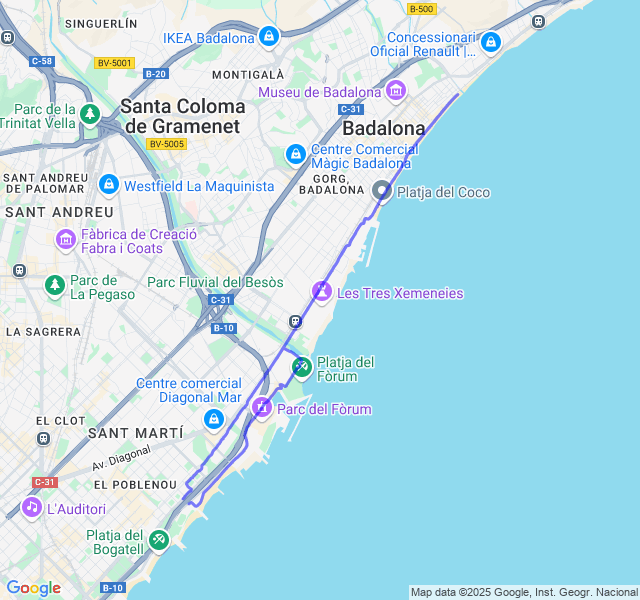 SINGUERLÍN
B-500
C-58
IKEA Badalona
Concessionari
Oficial Renault |...
BV-5001
B-20
MONTIGALÀ
Museu de Badalona
Parc de la
Trinitat Vella
Santa Coloma
de Gramenet
C-31
Badalona
BV-5005
Centre Comercial
Màgic Badalona
SANT ANDREU
DE PALOMAR
Westfield La Maquinista
GORG,
BADALONA
Platja del Coco
SANT ANDREU
Fàbrica de Creació
Fabra i Coats
Parc de
La Pegaso
Parc Fluvial del Besòs
Les Tres Xemeneies
C-31
B-10
LA SAGRERA
Platja del
Fòrum
Centre comercial
Diagonal Mar
Parc del Fòrum
EL CLOT
SANT MARTÍ
Av. Diagonal
C-31
EL POBLENOU
L'Auditori
Platja del
Bogatell
B-10
Google
Map data ©2025 Google, Inst. Geogr. Nacional